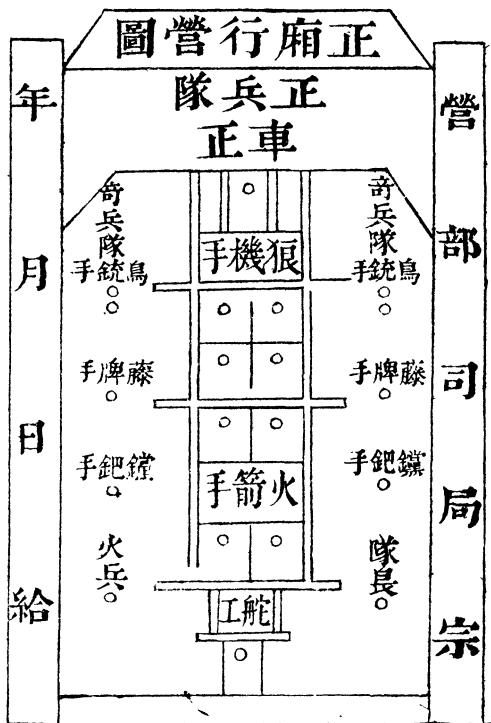 正廂行營圖
正兵隊
車正
營部司局宗
年月日給
奇兵隊
鳥銃手
藤牌手
鑞鈀手
隊長
狼機手
火箭手
舵工
奇兵隊
鳥銃手
藤牌手
鎲鈀手
火兵